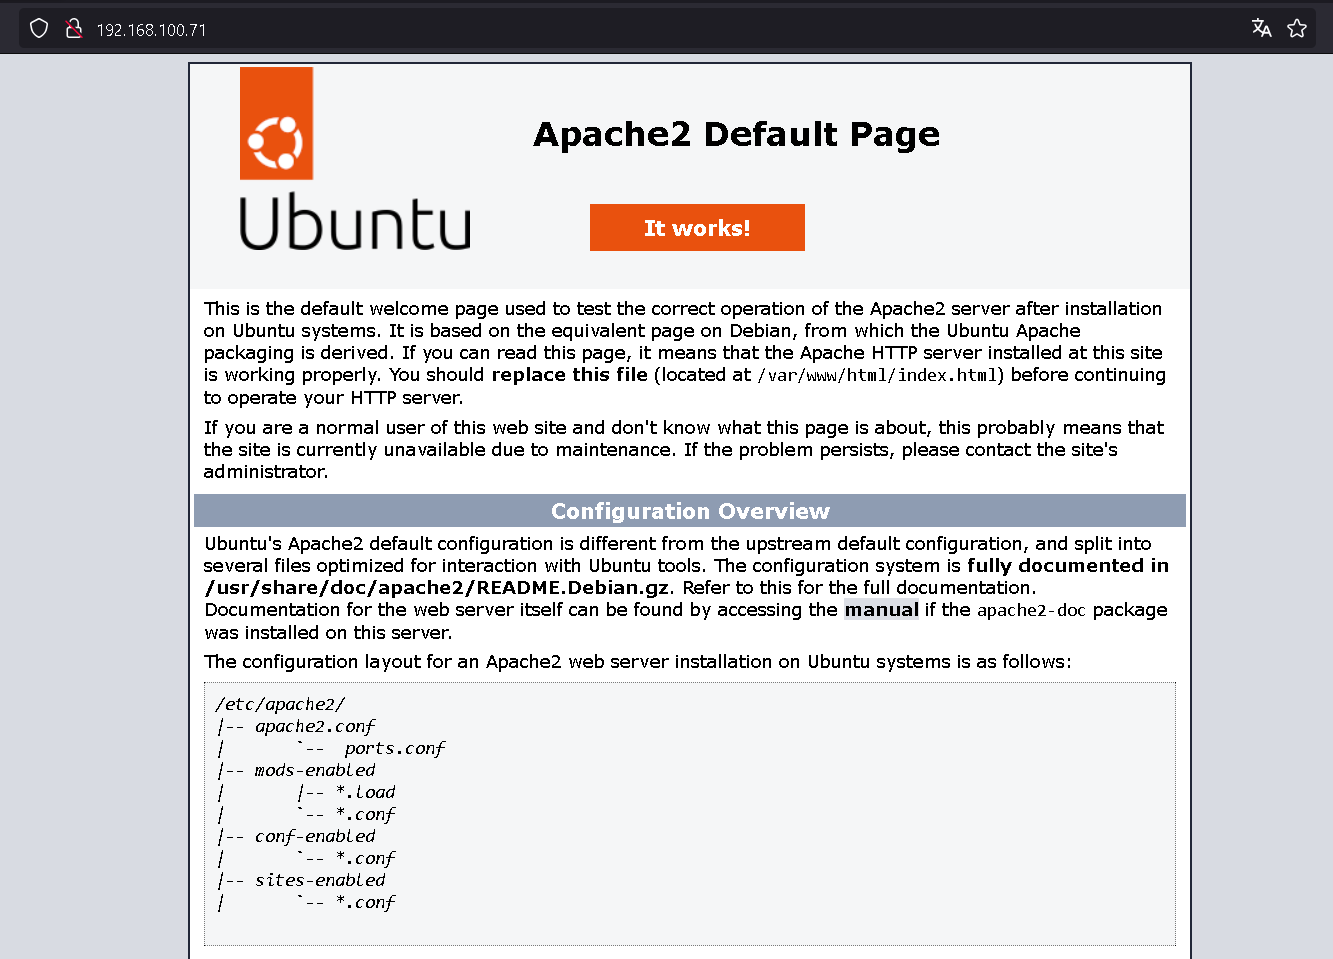 192.168.100.71
Apache2 Default Page
Ubuntu
It works!
This is the default welcome page used to test the correct operation of the Apache2 server after installation
on Ubuntu systems. It is based on the equivalent page on Debian, from which the Ubuntu Apache
packaging is derived. If you can read this page, it means that the Apache HTTP server installed at this site
is working properly. You should replace this file (located at /var/www/html/index.html) before continuing
to operate your HTTP server.
If you are a normal user of this web site and don't know what this page is about, this probably means that
the site is currently unavailable due to maintenance. If the problem persists, please contact the site's
administrator.
Configuration Overview
Ubuntu's Apache2 default configuration is different from the upstream default configuration, and split into
several files optimized for interaction with Ubuntu tools. The configuration system is fully documented in
/usr/share/doc/apache2/README.Debian.gz. Refer to this for the full documentation.
Documentation for the web server itself can be found by accessing the manual if the apache2-doc package
was installed on this server.
The configuration layout for an Apache2 web server installation on Ubuntu systems is as follows:
/etc/apache2/
|-- apache2.conf
|       `--  ports.conf
|-- mods-enabled
|       |-- *.load
|       `-- *.conf
|-- conf-enabled
|       `-- *.conf
|-- sites-enabled
|       `-- *.conf